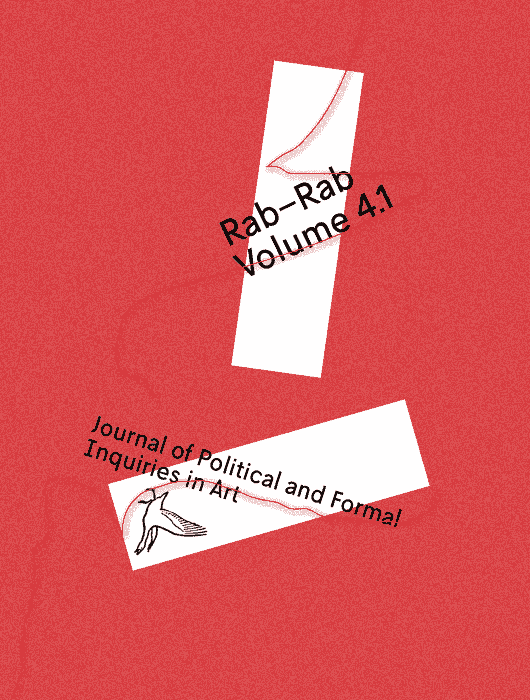 Rab–Rab
Volume 4.1
Journal of Political and Formal
Inquiries in Art